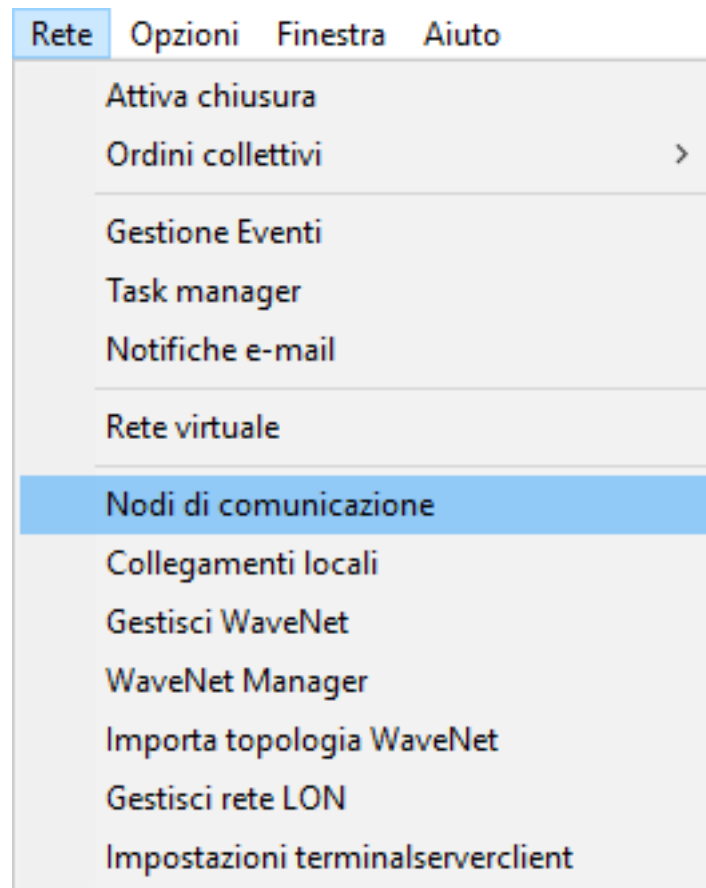 Rete Opzioni Finestra Aiuto
Attiva chiusura
Ordini collettivi
Gestione Eventi
Task manager
Notifiche e-mail
Rete virtuale
Nodi di comunicazione
Collegamenti locali
Gestisci WaveNet
WaveNet Manager
Importa topologia WaveNet
Gestisci rete LON
Impostazioni terminalserverclient